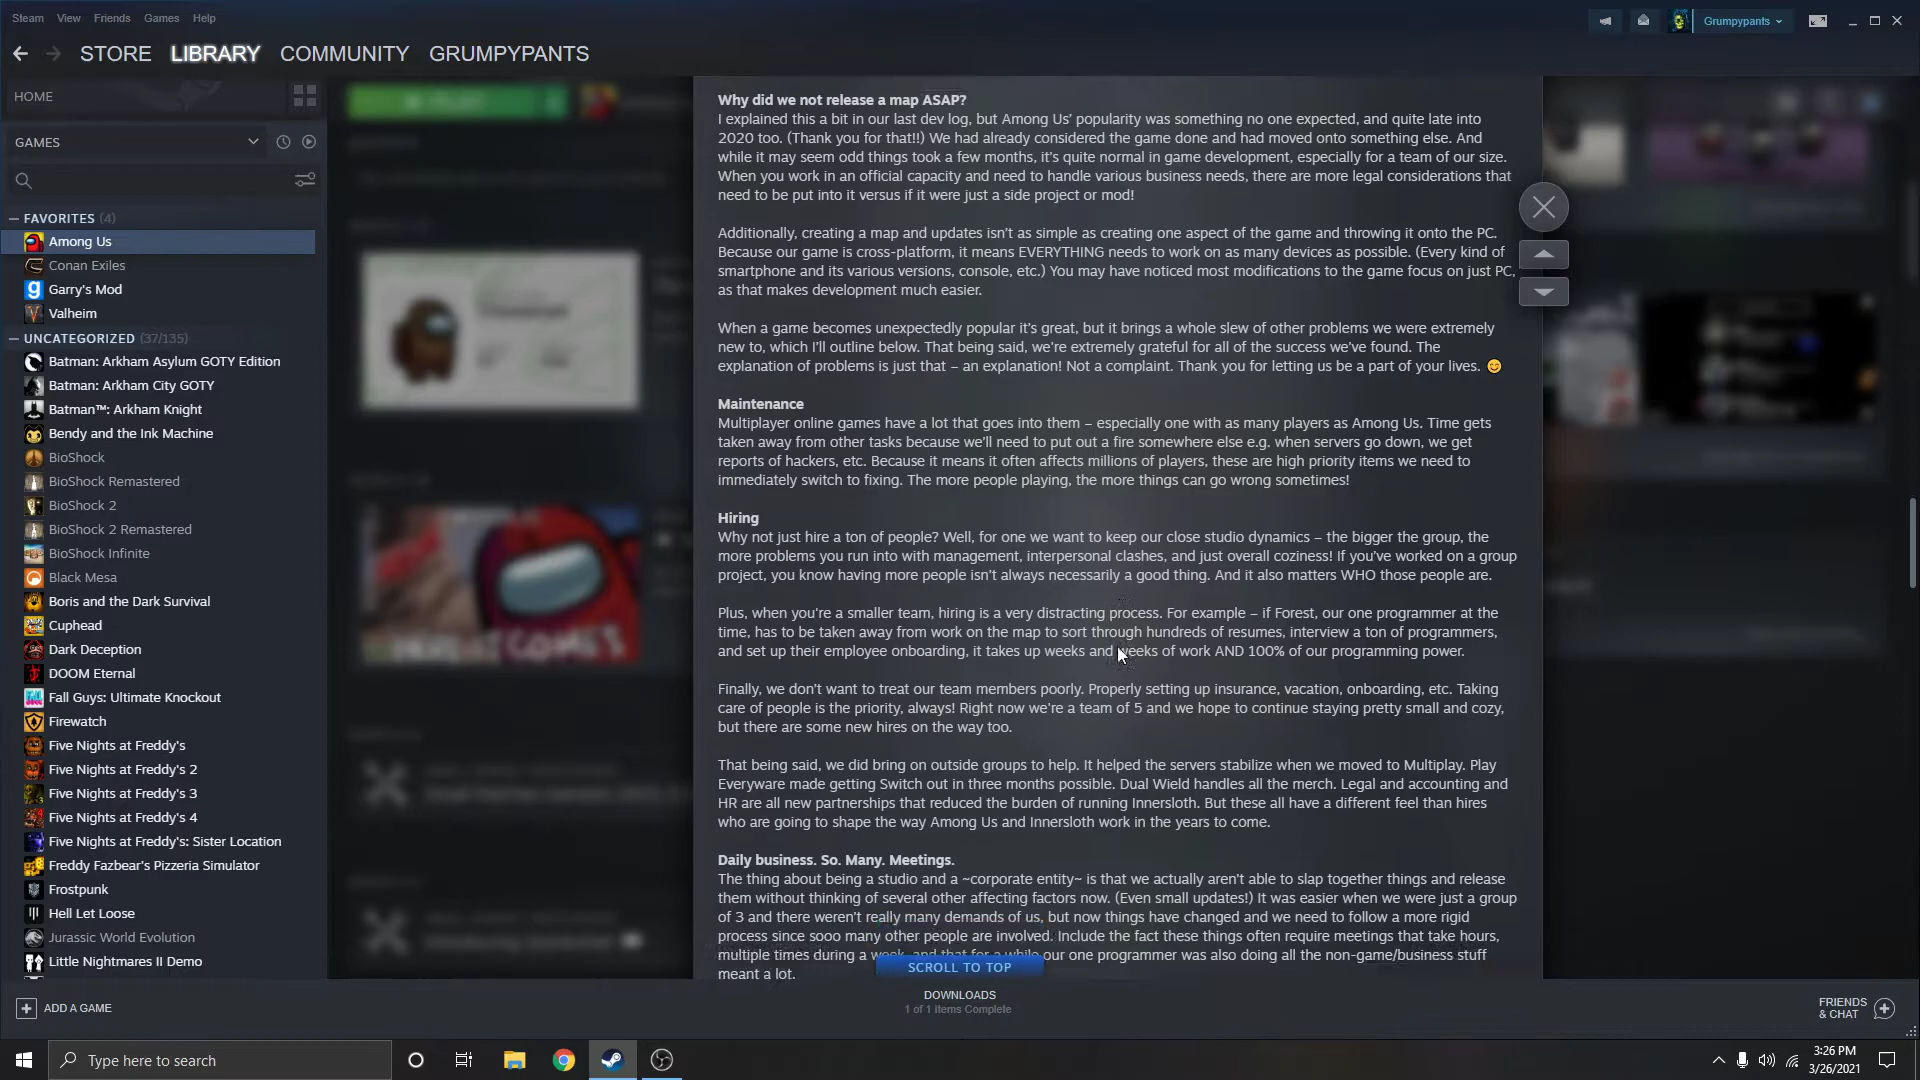 Steam View Friends Games Help
Grumpypants
STORE LIBRARY COMMUNITY GRUMPYPANTS
HOME
GAMES
FAVORITES (4)
Among Us
Conan Exiles
Garry's Mod
Valheim
UNCATEGORIZED (37/135)
Batman: Arkham Asylum GOTY Edition
Batman: Arkham City GOTY
Batman™: Arkham Knight
Bendy and the Ink Machine
BioShock
BioShock Remastered
BioShock 2
BioShock 2 Remastered
BioShock Infinite
Black Mesa
Boris and the Dark Survival
Cuphead
Dark Deception
DOOM Eternal
Fall Guys: Ultimate Knockout
Firewatch
Five Nights at Freddy's
Five Nights at Freddy's 2
Five Nights at Freddy's 3
Five Nights at Freddy's 4
Five Nights at Freddy's: Sister Location
Freddy Fazbear's Pizzeria Simulator
Frostpunk
Hell Let Loose
Jurassic World Evolution
Little Nightmares II Demo
ADD A GAME
Why did we not release a map ASAP?
I explained this a bit in our last dev log, but Among Us' popularity was something no one expected, and quite late into
2020 too. (Thank you for that!!) We had already considered the game done and had moved onto something else. And
while it may seem odd things took a few months, it's quite normal in game development, especially for a team of our size.
When you work in an official capacity and need to handle various business needs, there are more legal considerations that
need to be put into it versus if it were just a side project or mod!
Additionally, creating a map and updates isn't as simple as creating one aspect of the game and throwing it onto the PC.
Because our game is cross-platform, it means EVERYTHING needs to work on as many devices as possible. (Every kind of
smartphone and its various versions, console, etc.) You may have noticed most modifications to the game focus on just PC,
as that makes development much easier.
When a game becomes unexpectedly popular it's great, but it brings a whole slew of other problems we were extremely
new to, which I'll outline below. That being said, we're extremely grateful for all of the success we've found. The
explanation of problems is just that – an explanation! Not a complaint. Thank you for letting us be a part of your lives. 😊
Maintenance
Multiplayer online games have a lot that goes into them – especially one with as many players as Among Us. Time gets
taken away from other tasks because we'll need to put out a fire somewhere else e.g. when servers go down, we get
reports of hackers, etc. Because it means it often affects millions of players, these are high priority items we need to
immediately switch to fixing. The more people playing, the more things can go wrong sometimes!
Hiring
Why not just hire a ton of people? Well, for one we want to keep our close studio dynamics – the bigger the group, the
more problems you run into with management, interpersonal clashes, and just overall coziness! If you've worked on a group
project, you know having more people isn't always necessarily a good thing. And it also matters WHO those people are.
Plus, when you're a smaller team, hiring is a very distracting process. For example – if Forest, our one programmer at the
time, has to be taken away from work on the map to sort through hundreds of resumes, interview a ton of programmers,
and set up their employee onboarding, it takes up weeks and weeks of work AND 100% of our programming power.
Finally, we don't want to treat our team members poorly. Properly setting up insurance, vacation, onboarding, etc. Taking
care of people is the priority, always! Right now we're a team of 5 and we hope to continue staying pretty small and cozy,
but there are some new hires on the way too.
That being said, we did bring on outside groups to help. It helped the servers stabilize when we moved to Multiplay. Play
Everyware made getting Switch out in three months possible. Dual Wield handles all the merch. Legal and accounting and
HR are all new partnerships that reduced the burden of running Innersloth. But these all have a different feel than hires
who are going to shape the way Among Us and Innersloth work in the years to come.
Daily business. So. Many. Meetings.
The thing about being a studio and a ~corporate entity~ is that we actually aren't able to slap together things and release
them without thinking of several other affecting factors now. (Even small updates!) It was easier when we were just a group
of 3 and there weren't really many demands of us, but now things have changed and we need to follow a more rigid
process since sooo many other people are involved. Include the fact these things often require meetings that take hours,
multiple times during a week, and that for a while our one programmer was also doing all the non-game/business stuff
meant a lot.
SCROLL TO TOP
DOWNLOADS
1 of 1 Items Complete
FRIENDS
& CHAT
Type here to search
3:26 PM
3/26/2021